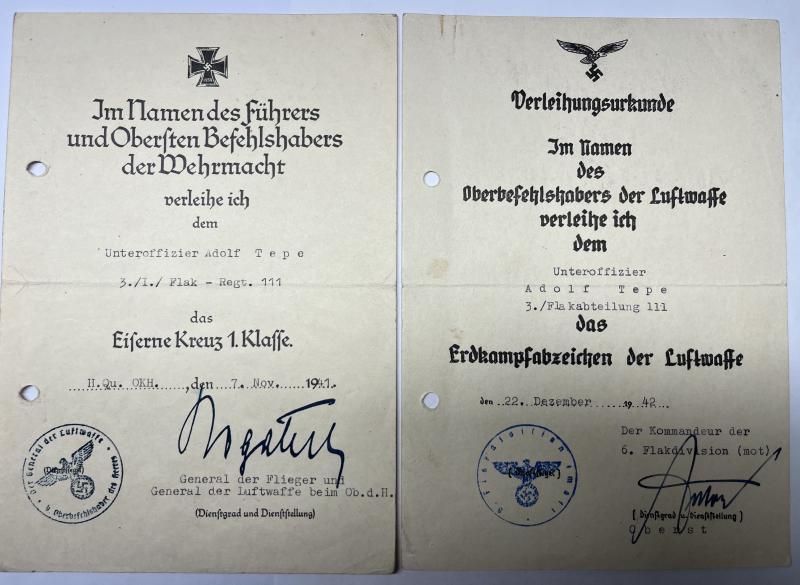 Im Namen des Führers
und Obersten Befehlshabers
der Wehrmacht
verleihe ich
dem
Unteroffizier Adolf Tepe
3./I./ Flak - Regt. 111
das
Eiserne Kreuz 1. Klasse.
H.Qu. OKH. , den 7. Nov. 1941.
Der General der Luftwaffe
b. Oberbefehlshaber des Heeres
(Dienstsiegel)
General der Flieger und
General der Luftwaffe beim Ob.d.H.
(Dienstgrad und Dienststellung)
Verleihungsurkunde
Im Namen
des
Oberbefehlshabers der Luftwaffe
verleihe ich
dem
Unteroffizier
Adolf Tepe
3./Flakabteilung 111
das
Erdkampfabzeichen der Luftwaffe
den 22. Dezember 19 42.
Der Kommandeur der
6. Flakdivision (mot)
( Dienstgrad u. Dienststellung )
Oberst